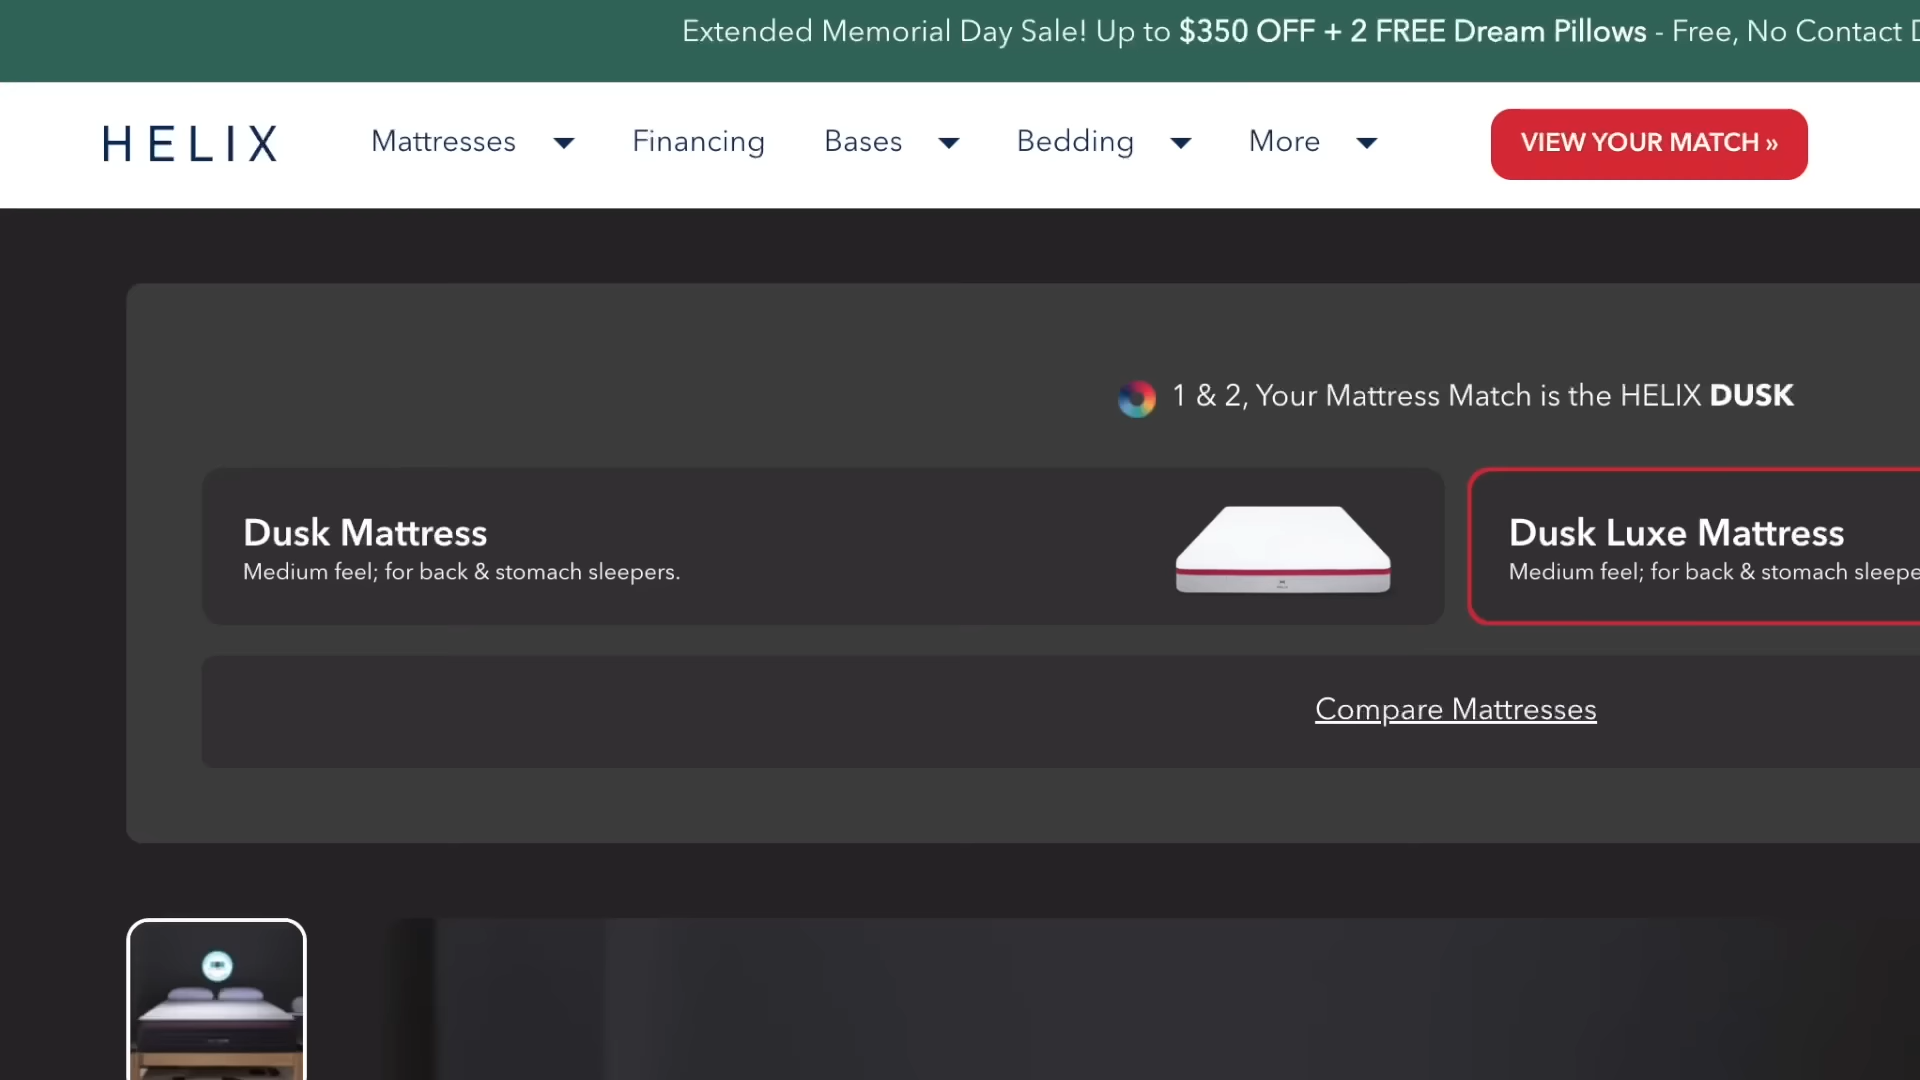 Extended Memorial Day Sale! Up to $350 OFF + 2 FREE Dream Pillows - Free, No Contact
HELIX
Mattresses
Financing
Bases
Bedding
More
VIEW YOUR MATCH »
1 & 2, Your Mattress Match is the HELIX DUSK
Dusk Mattress
Medium feel; for back & stomach sleepers.
Dusk Luxe Mattress
Medium feel; for back & stomach sleepe
Compare Mattresses